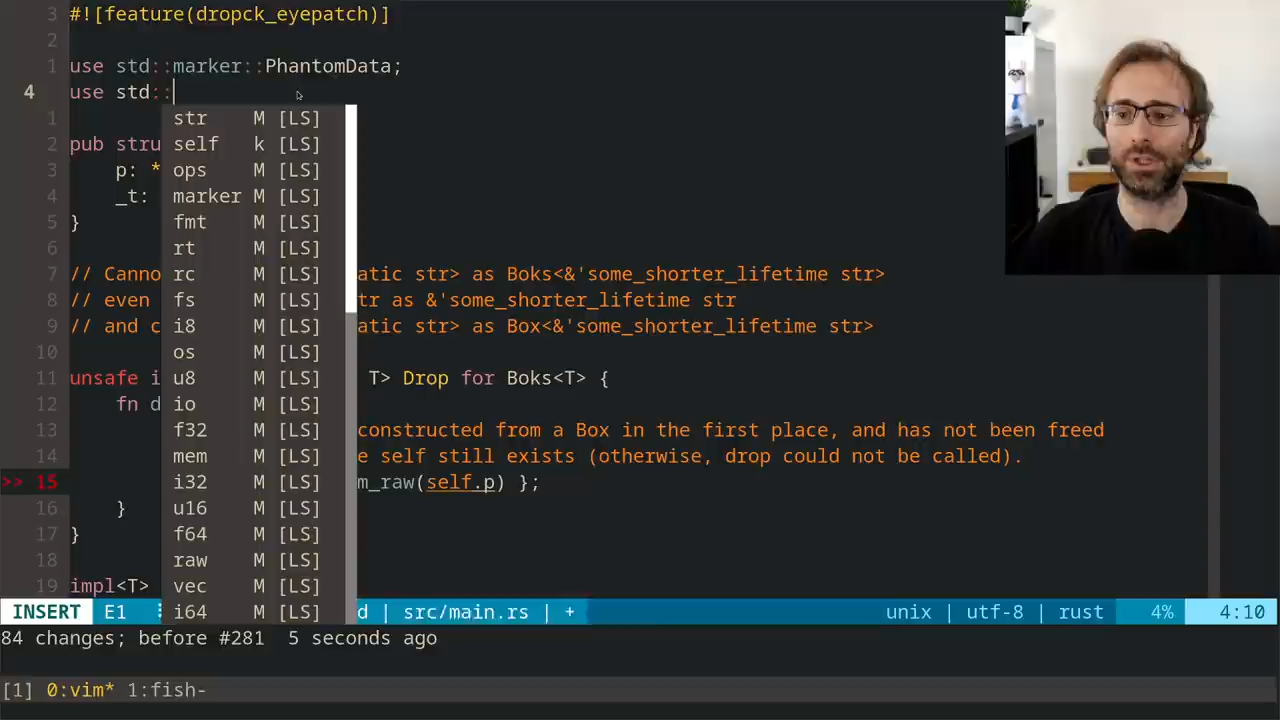 3 #![feature(dropck_eyepatch)]
2
1 use std::marker::PhantomData;
4 use std::
str M [LS]
1
pub stru self k [LS]
2
p: * ops M [LS]
3
_t: marker M [LS]
4
} fmt M [LS]
5
6 rt M [LS]
7 // Canno rc M [LS] atic str> as Boks<&'some_shorter_lifetime str>
8 // even fs M [LS] tr as &'some_shorter_lifetime str
9 // and c i8 M [LS] atic str> as Box<&'some_shorter_lifetime str>
10 os M [LS]
11 unsafe i u8 M [LS] T> Drop for Boks<T> {
12 fn d io M [LS]
13 f32 M [LS] constructed from a Box in the first place, and has not been freed
14 mem M [LS] e self still exists (otherwise, drop could not be called).
>> 15 i32 M [LS] m_raw(self.p) };
16 } u16 M [LS]
17 } f64 M [LS]
18 raw M [LS]
19 impl<T> vec M [LS]
i64 M [LS]
INSERT E1 d | src/main.rs | + unix | utf-8 | rust 4% 4:10
84 changes; before #281 5 seconds ago
[1] 0:vim* 1:fish-